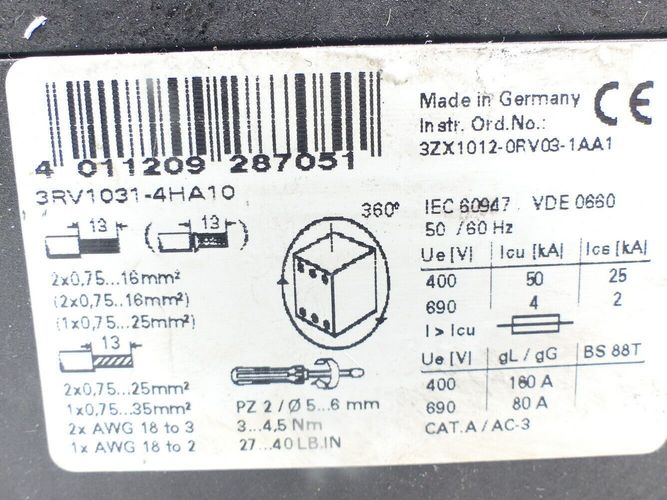 4 011209 287051
3RV1031-4HA10
13
( 13 )
2x0,75...16mm²
(2x0,75...16mm²)
(1x0,75...25mm²)
13
2x0,75...25mm²
1x0,75...35mm²
2x AWG 18 to 3
1x AWG 18 to 2
360°
PZ 2 / Ø 5...6 mm
3...4,5 Nm
27...40 LB.IN
Made in Germany CE
Instr. Ord.No.:
3ZX1012-0RV03-1AA1
IEC 60947 VDE 0660
50 /60 Hz
Ue [V] Icu [kA] Ics [kA]
400 50 25
690 4 2
I > Icu
Ue [V] gL / gG BS 88T
400 160 A
690 80 A
CAT.A / AC-3